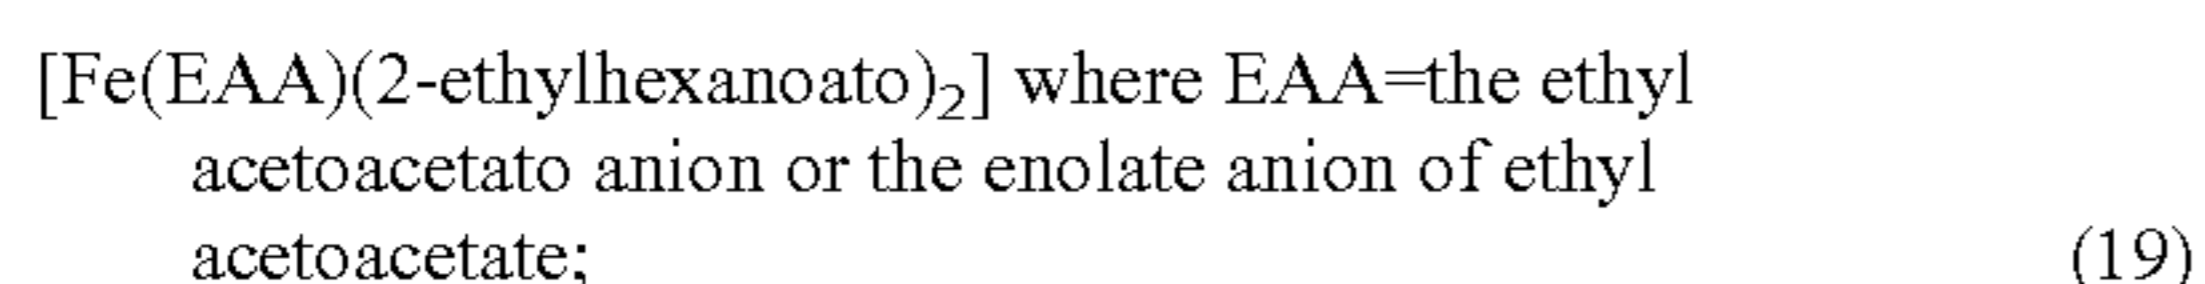 [Fe(EAA)(2-ethylhexanoato)₂] where EAA=the ethyl
acetoacetato anion or the enolate anion of ethyl
acetoacetate; (19)